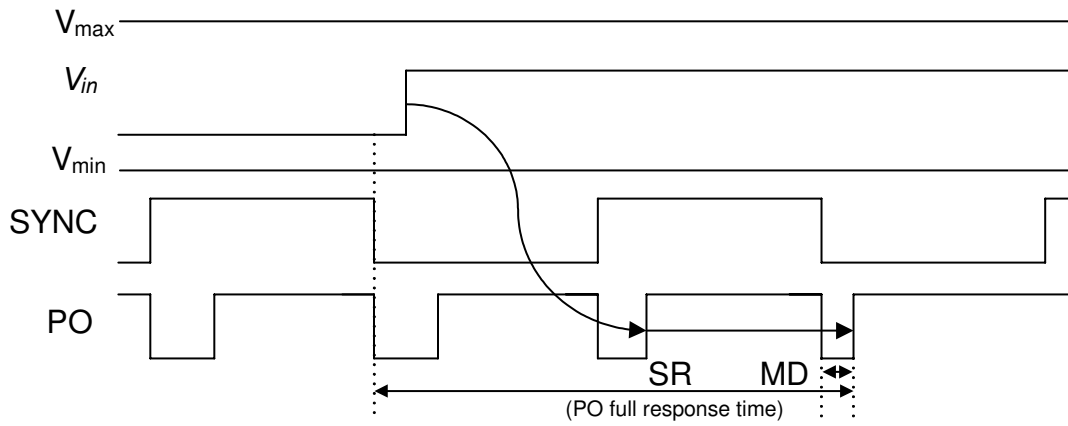 Vmax
Vin
Vmin
SYNC
PO
SR MD
(PO full response time)